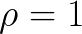 ρ = 1